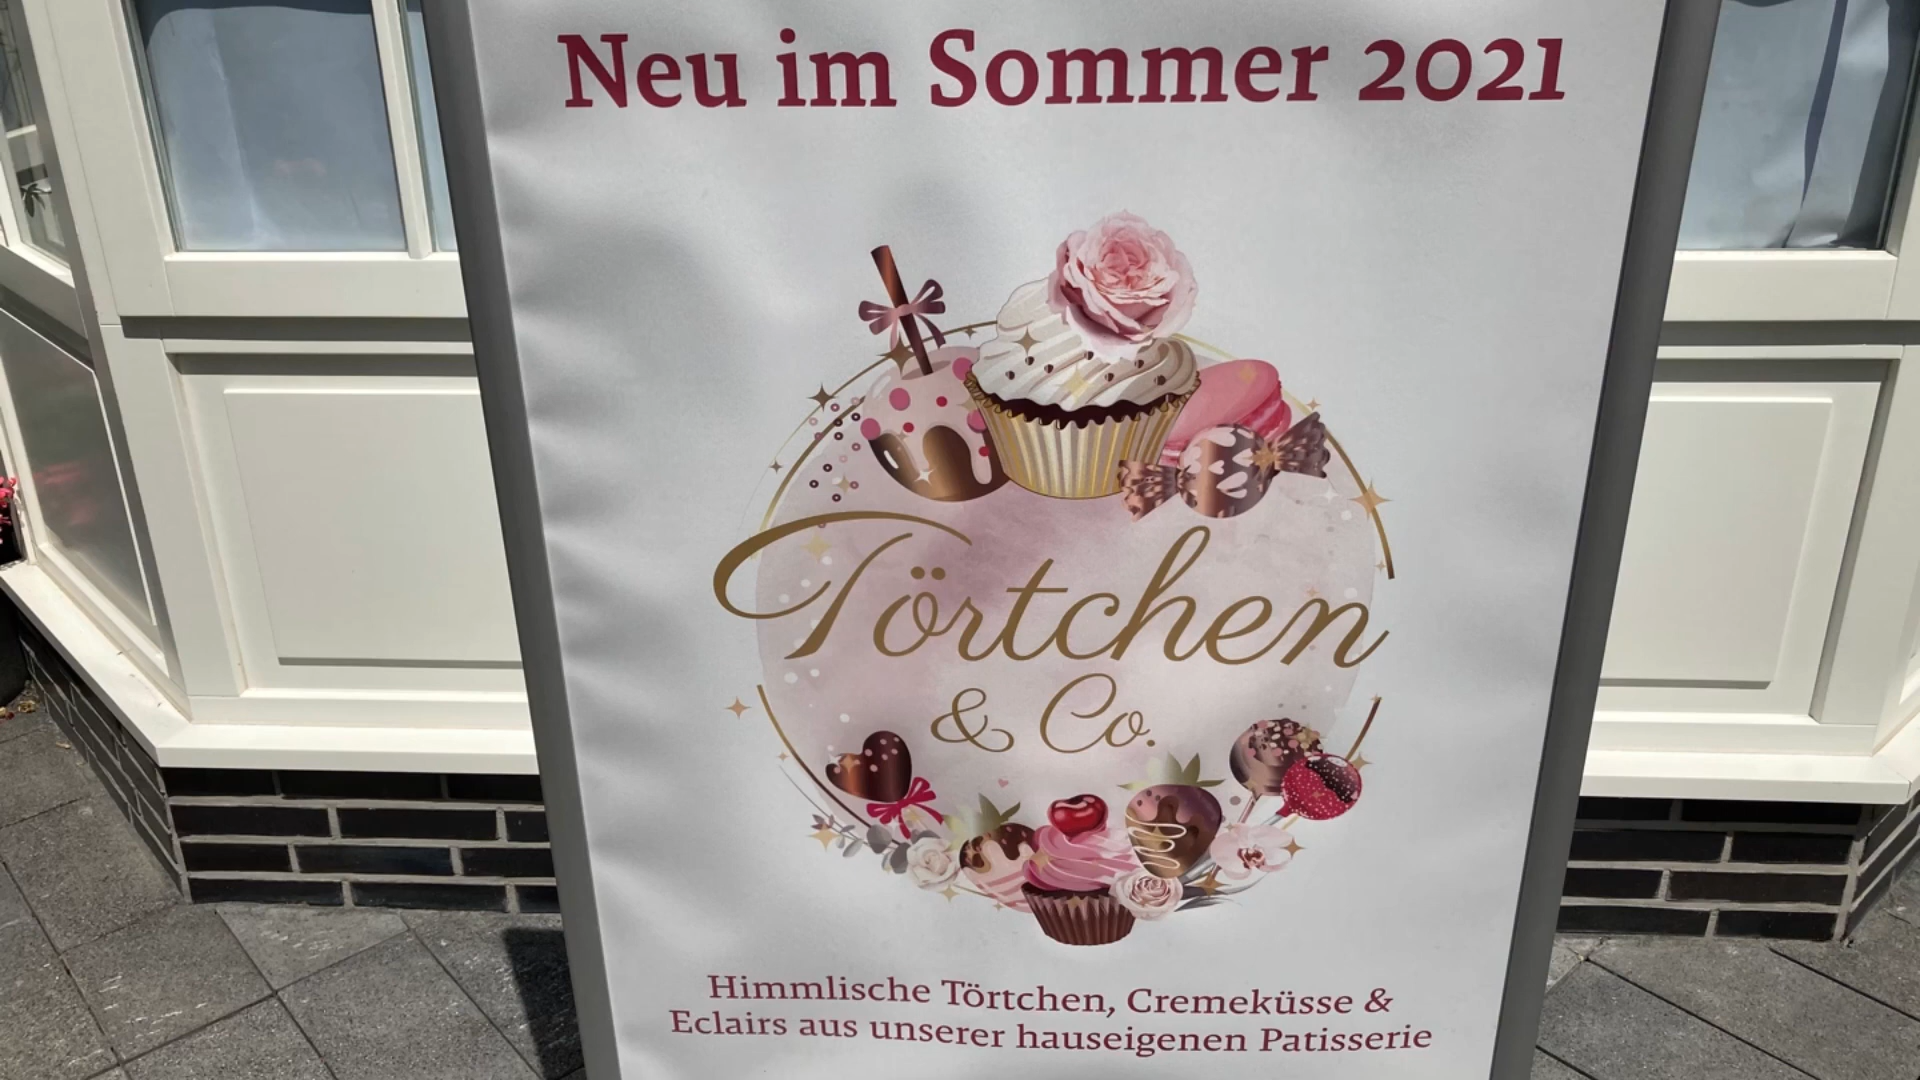 Neu im Sommer 2021
Törtchen
& Co.
Himmlische Törtchen, Cremeküsse &
Eclairs aus unserer hauseigenen Patisserie